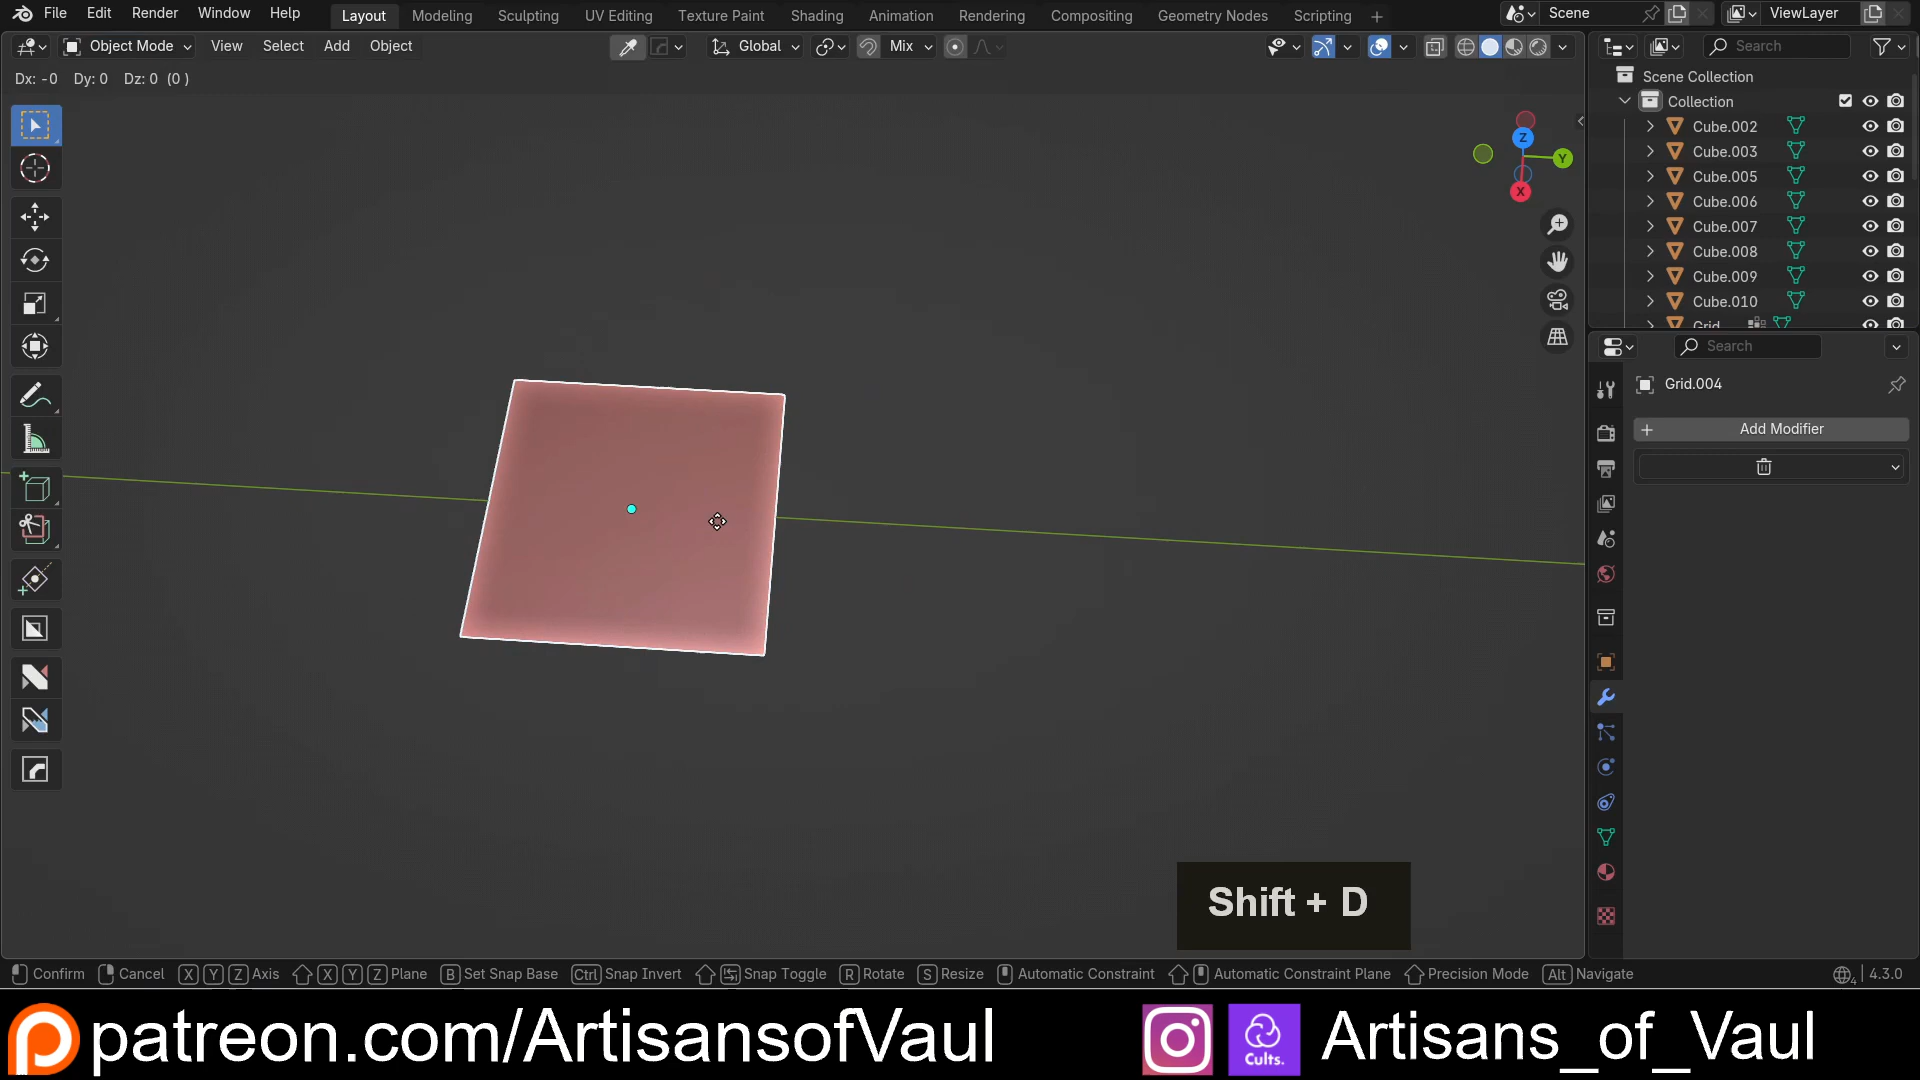 File Edit Render Window Help Layout Modeling Sculpting UV Editing Texture Paint Shading Animation Rendering Compositing Geometry Nodes Scripting + Scene ViewLayer
Object Mode View Select Add Object Global Mix Search
Dx: -0 Dy: 0 Dz: 0 (0 )
Scene Collection
Collection
Cube.002
Cube.003
Cube.005
Cube.006
Cube.007
Cube.008
Cube.009
Cube.010
Grid
Z
Y
X
Search
Grid.004
Add Modifier
Shift + D
Confirm Cancel X Y Z Axis X Y Z Plane B Set Snap Base Ctrl Snap Invert Snap Toggle R Rotate S Resize Automatic Constraint Automatic Constraint Plane Precision Mode Alt Navigate 4.3.0
patreon.com/ArtisansofVaul Cults. Artisans_of_Vaul